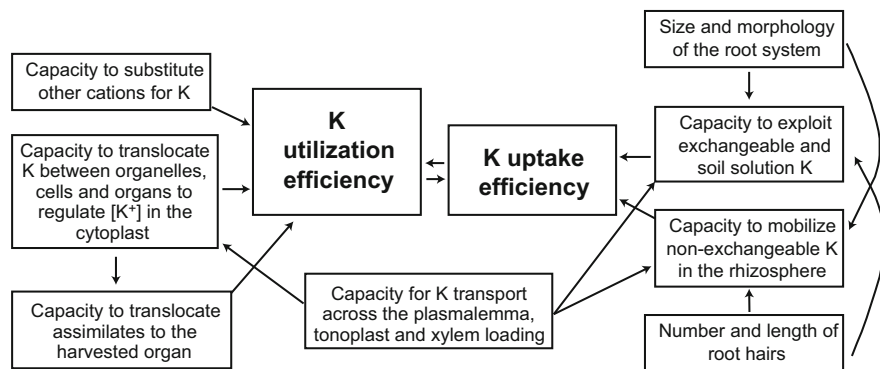 Capacity to substitute
other cations for K
Capacity to translocate
K between organelles,
cells and organs to
regulate [K⁺] in the
cytoplast
Capacity to translocate
assimilates to the
harvested organ
K
utilization
efficiency
K uptake
efficiency
Capacity for K transport
across the plasmalemma,
tonoplast and xylem loading
Size and morphology
of the root system
Capacity to exploit
exchangeable and
soil solution K
Capacity to mobilize
non-exchangeable K
in the rhizosphere
Number and length of
root hairs